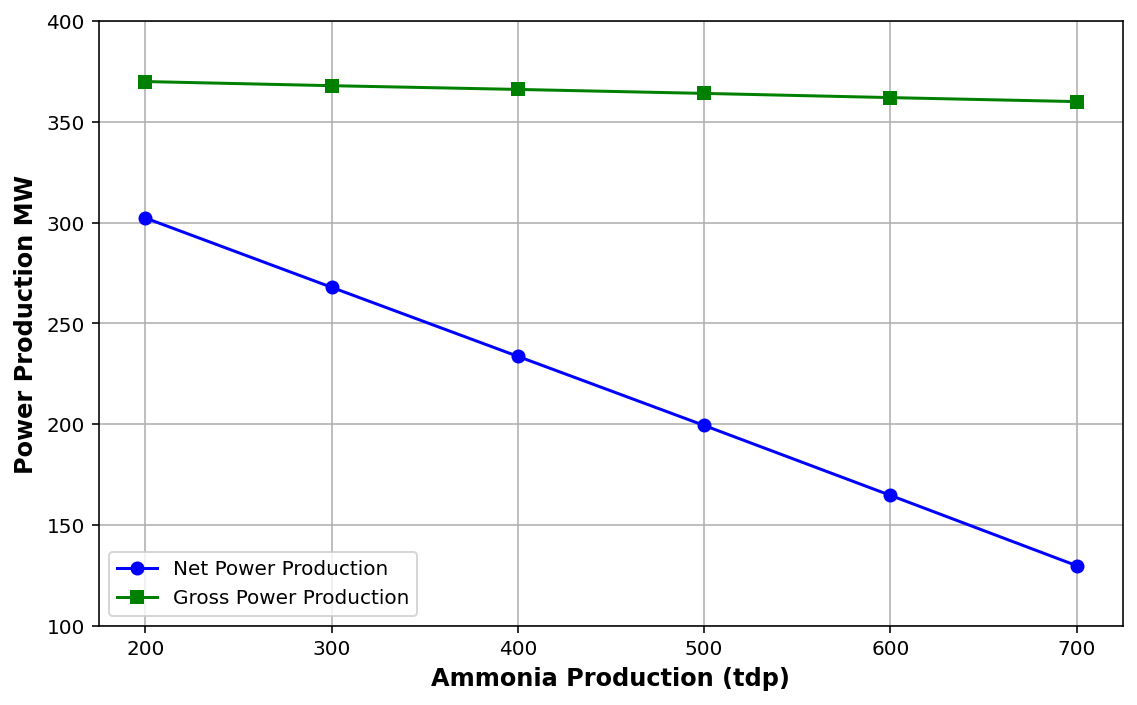 400
350
300
250
200
150
100
Power Production MW
Net Power Production
Gross Power Production
200 300 400 500 600 700
Ammonia Production (tdp)